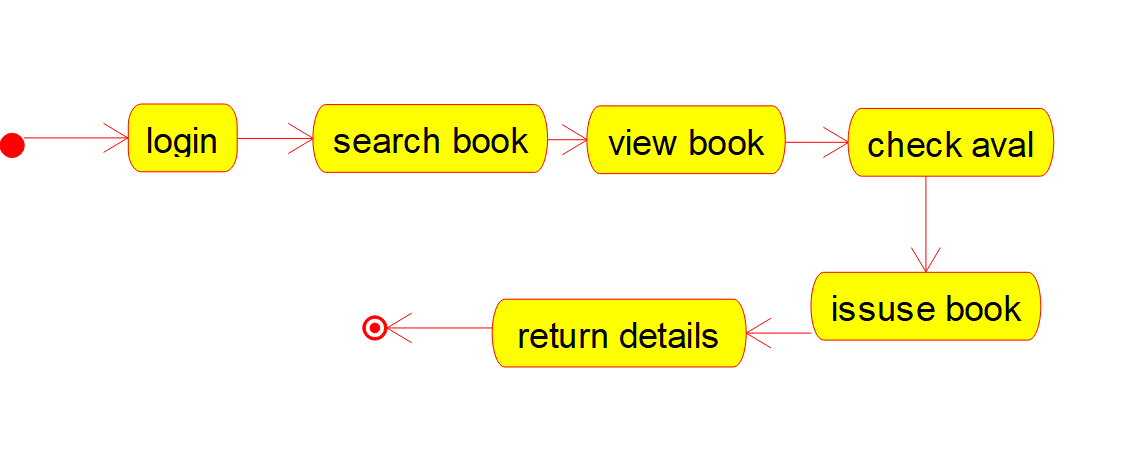 login
search book
view book
check aval
issuse book
return details